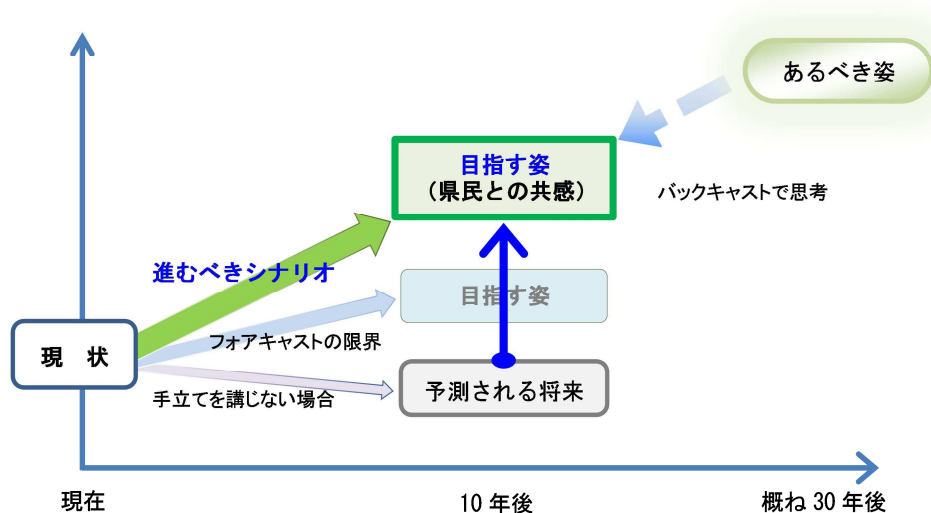 あるべき姿
目指す姿
（県民との共感）
バックキャストで思考
進むべきシナリオ
目指す姿
フォアキャストの限界
現　状
予測される将来
手立てを講じない場合
現在
10 年後
概ね 30 年後